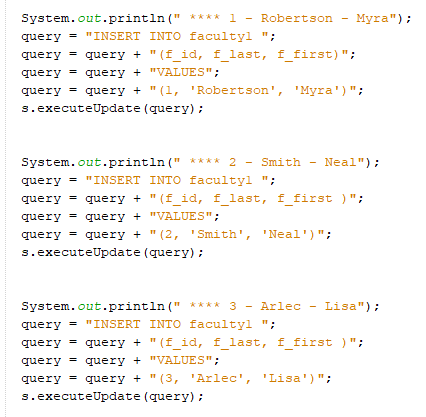 System.out.println(" **** 1 - Robertson - Myra");
query = "INSERT INTO faculty1 ";
query = query + "(f_id, f_last, f_first)";
query = query + "VALUES";
query = query + "(1, 'Robertson', 'Myra')";
s.executeUpdate(query);
System.out.println(" **** 2 - Smith - Neal");
query = "INSERT INTO faculty1 ";
query = query + "(f_id, f_last, f_first )";
query = query + "VALUES";
query = query + "(2, 'Smith', 'Neal')";
s.executeUpdate(query);
System.out.println(" **** 3 - Arlec - Lisa");
query = "INSERT INTO faculty1 ";
query = query + "(f_id, f_last, f_first )";
query = query + "VALUES";
query = query + "(3, 'Arlec', 'Lisa')";
s.executeUpdate(query);